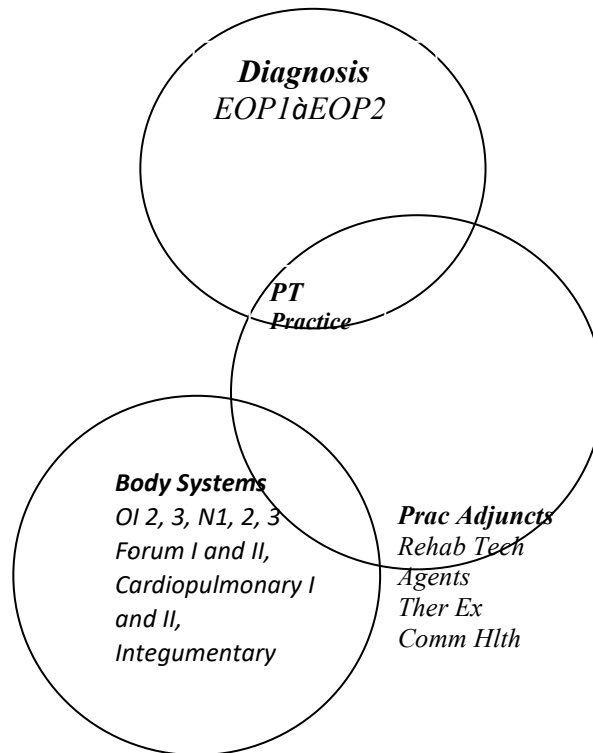 Diagnosis
EOP1àEOP2
PT
Practice
Body Systems
OI 2, 3, N1, 2, 3
Forum I and II,
Cardiopulmonary I
and II,
Integumentary
Prac Adjuncts
Rehab Tech
Agents
Ther Ex
Comm Hlth